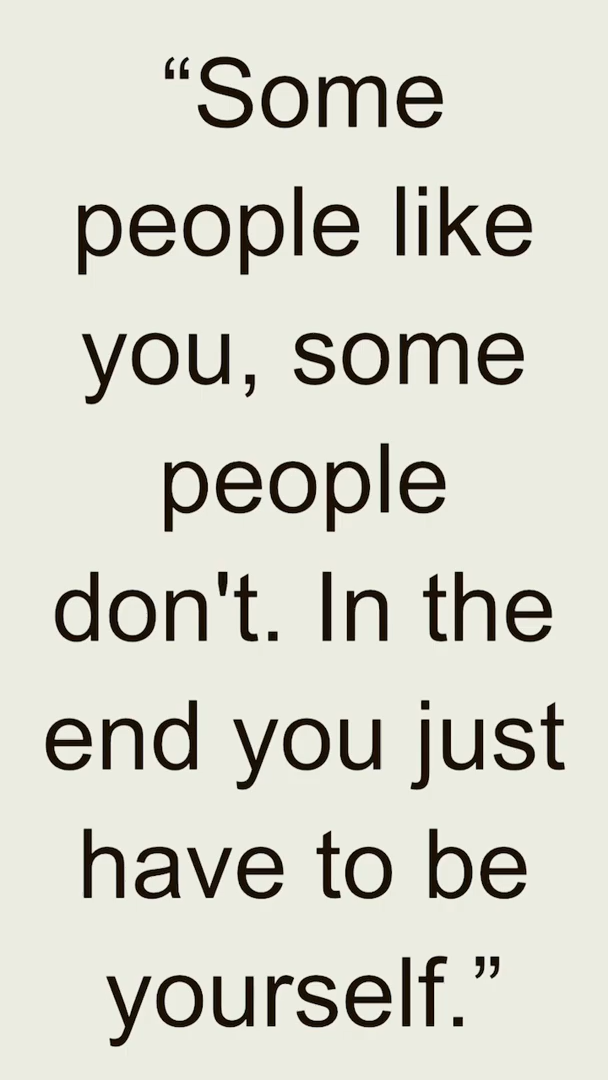 “Some
people like
you, some
people
don't. In the
end you just
have to be
yourself.”